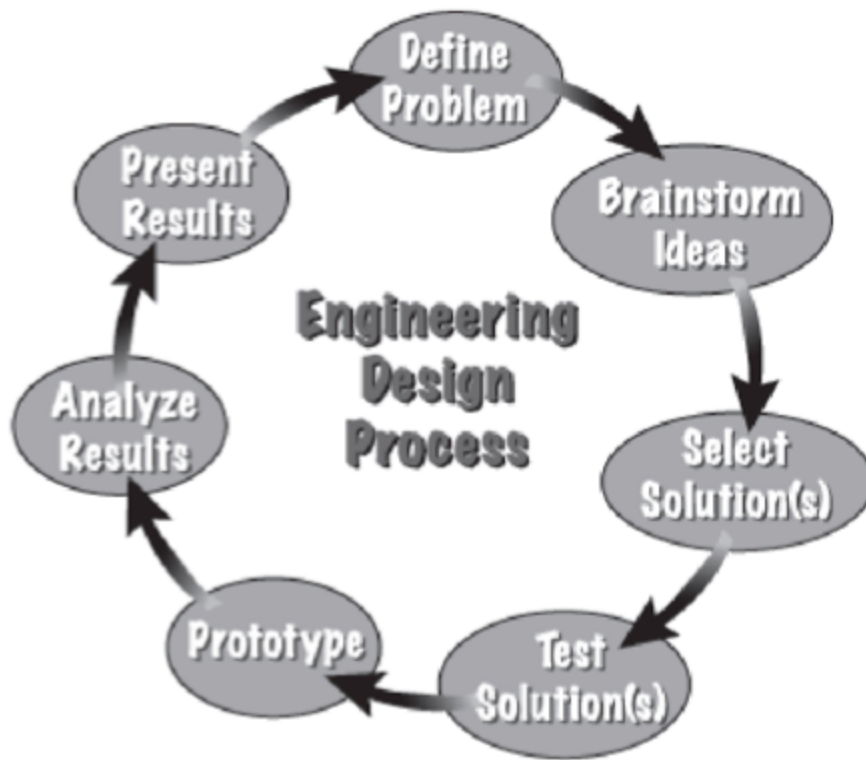 Define
Problem
Brainstorm
Ideas
Select
Solution(s)
Test
Solution(s)
Prototype
Analyze
Results
Present
Results
Engineering
Design
Process